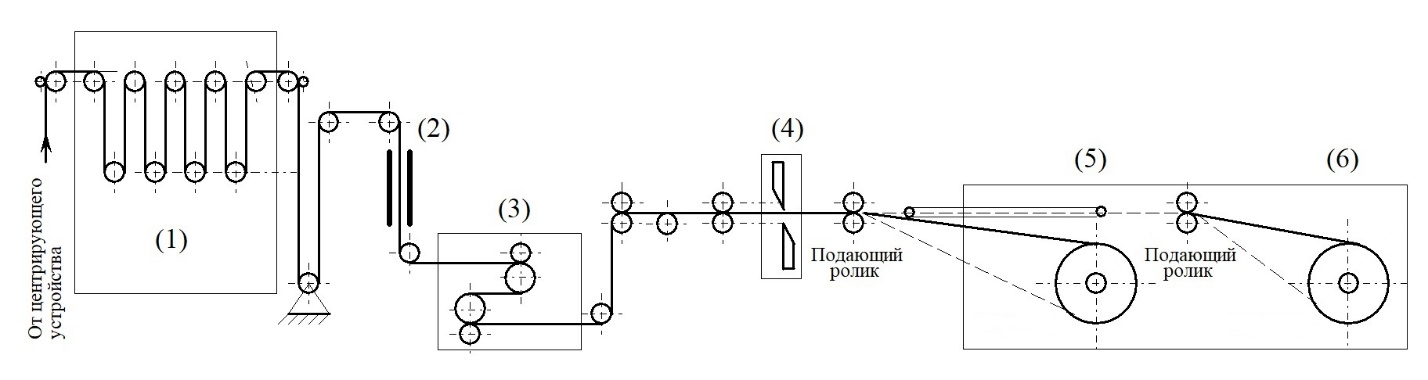 От центрирующего
устройства
(1)
(2)
(3)
(4)
Подающий
ролик
(5)
Подающий
ролик
(6)